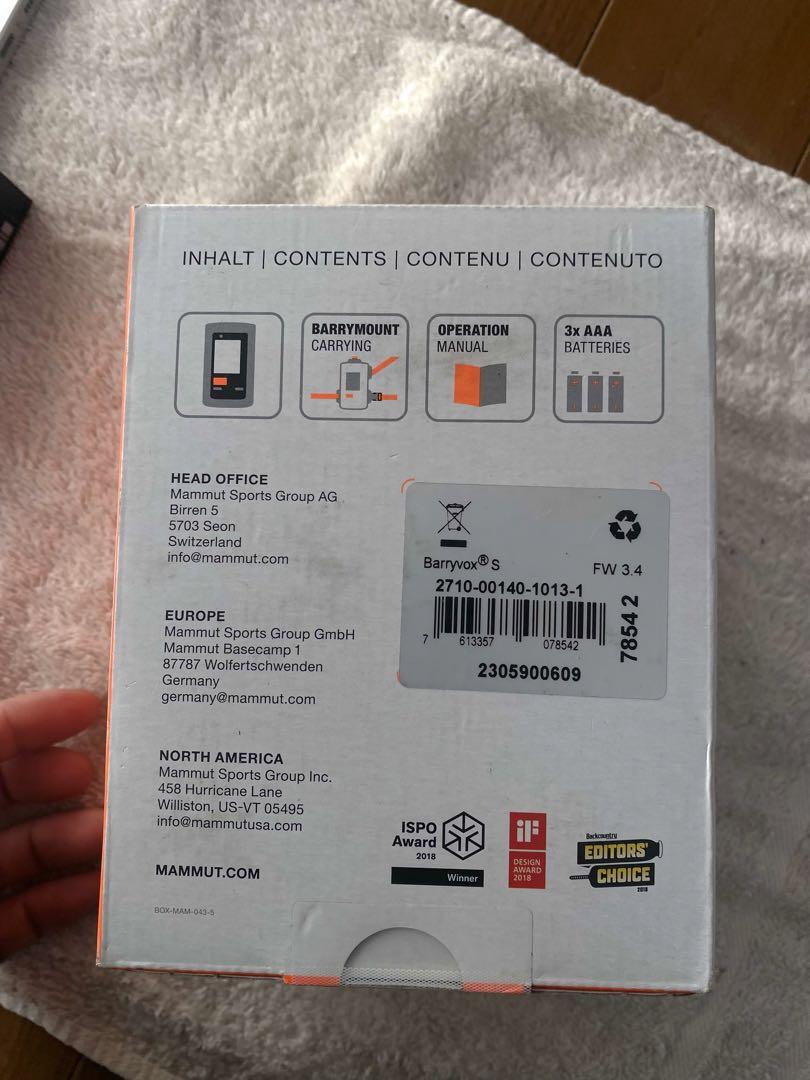 INHALT | CONTENTS | CONTENU | CONTENUTO
BARRYMOUNT
CARRYING
OPERATION
MANUAL
3x AAA
BATTERIES
HEAD OFFICE
Mammut Sports Group AG
Birren 5
5703 Seon
Switzerland
info@mammut.com
EUROPE
Mammut Sports Group GmbH
Mammut Basecamp 1
87787 Wolfertschwenden
Germany
germany@mammut.com
NORTH AMERICA
Mammut Sports Group Inc.
458 Hurricane Lane
Williston, US-VT 05495
info@mammutusa.com
MAMMUT.COM
BOX-MAM-043-5
Barryvox® S
FW 3.4
2710-00140-1013-1
7 613357 078542
7854 2
2305900609
ISPO
Award
2018
Winner
iF
DESIGN
AWARD
2018
Backcountry
EDITORS'
CHOICE
2018